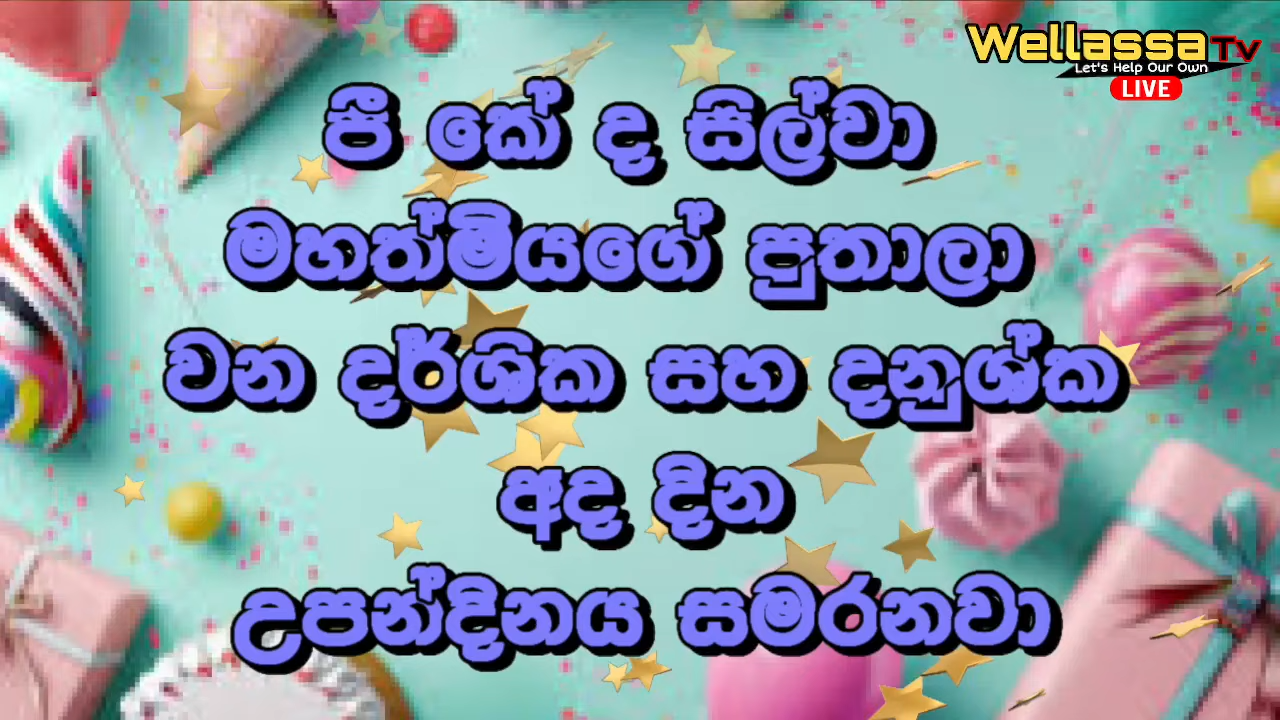 Wellassa Tv
Let's Help Our Own
LIVE
පී කේ ද සිල්වා
මහත්මියගේ පුතාලා
වන දර්ශික සහ දනුශ්ක
අද දින
උපන්දිනය සමරනවා